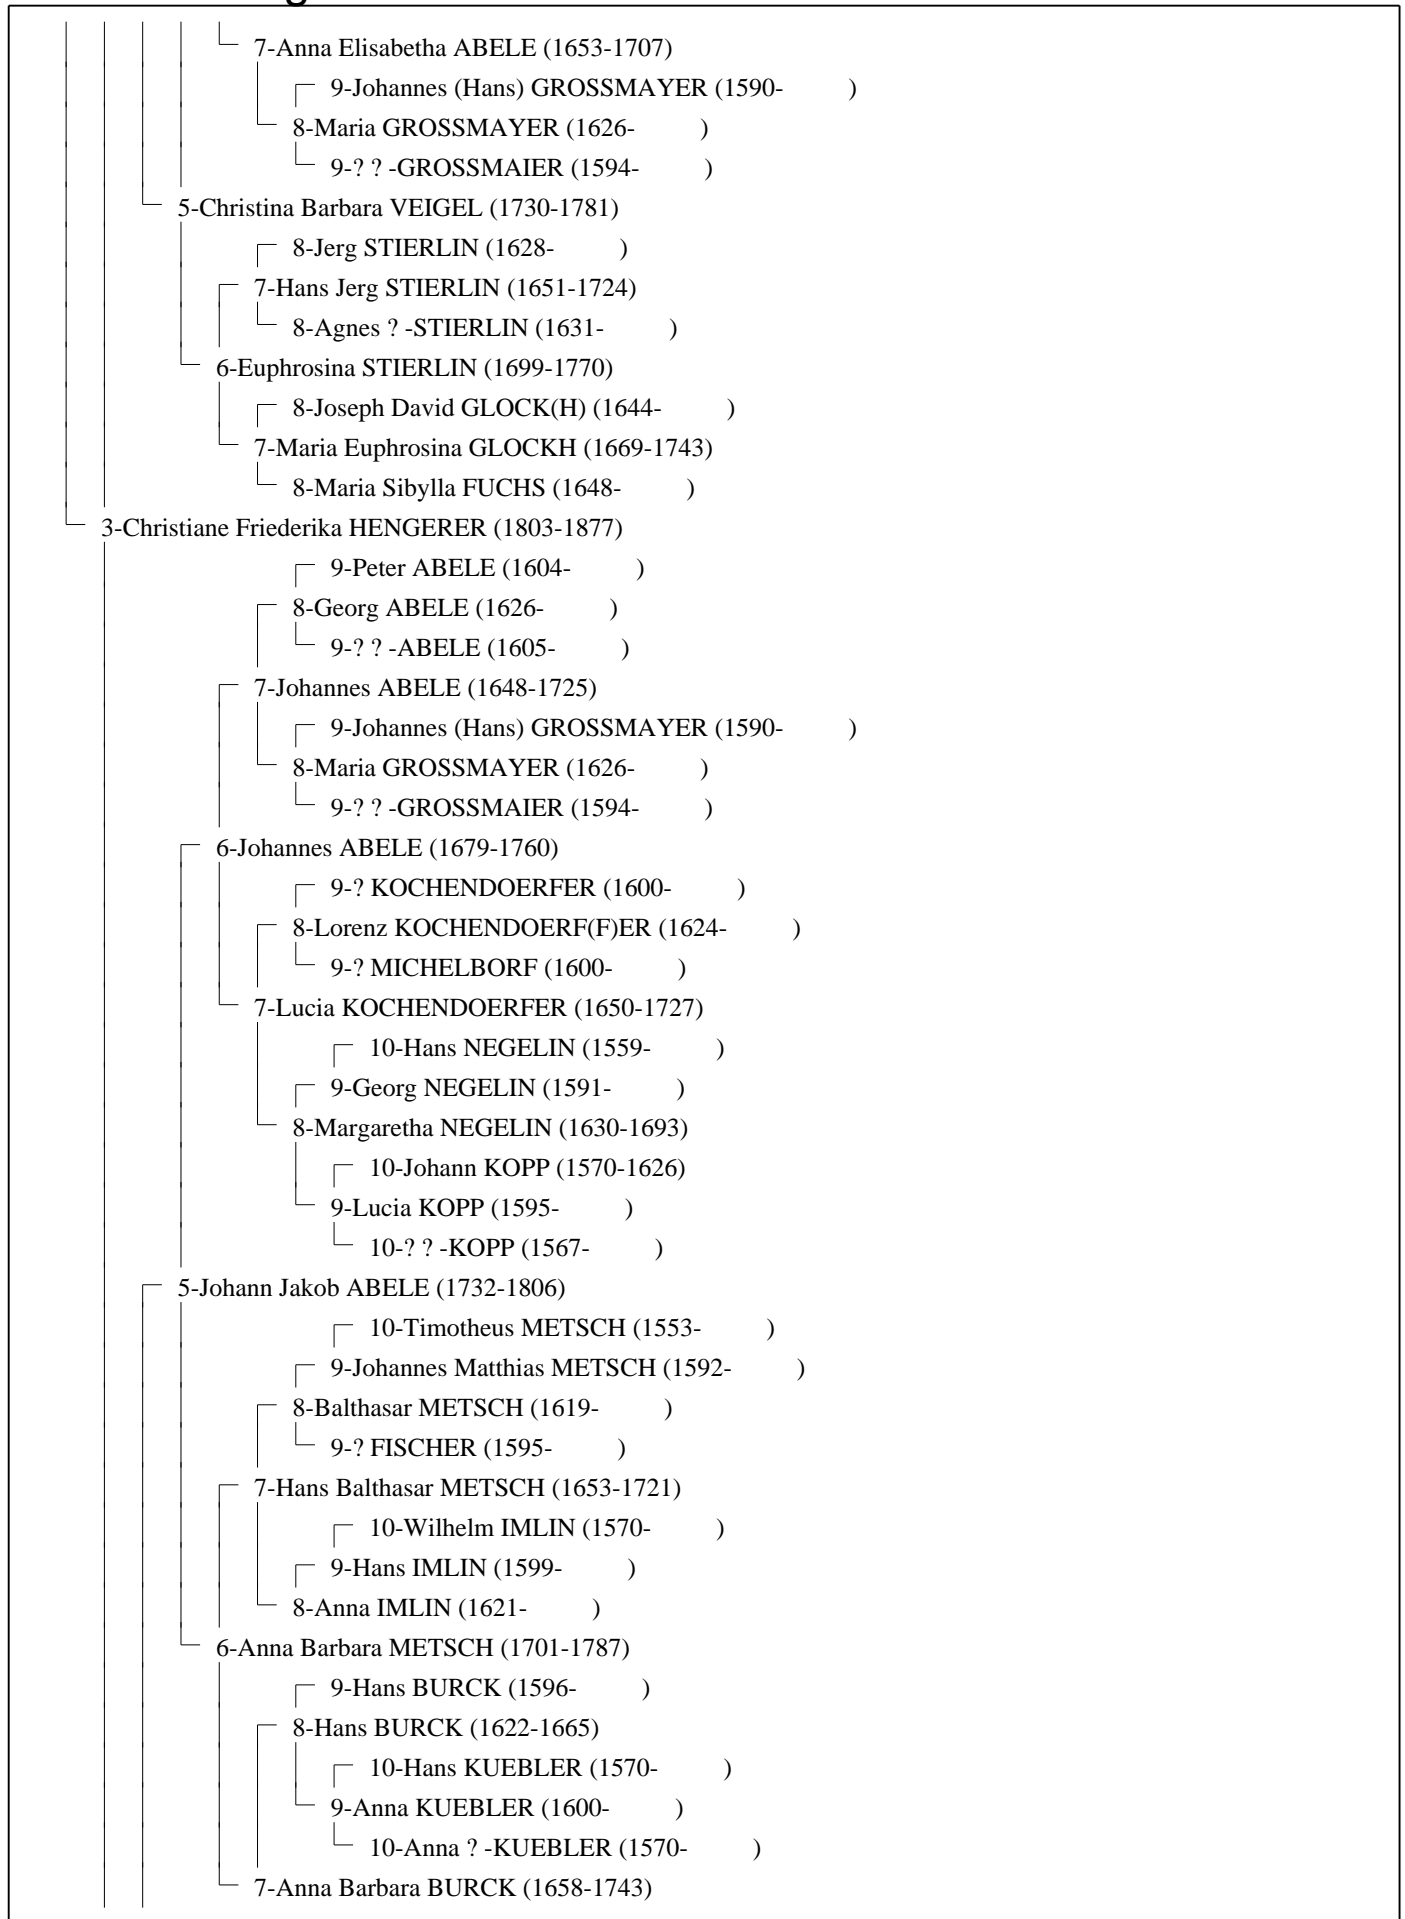 7-Anna Elisabetha ABELE (1653-1707)
9-Johannes (Hans) GROSSMAYER (1590- )
8-Maria GROSSMAYER (1626- )
9-? ? -GROSSMAIER (1594- )
5-Christina Barbara VEIGEL (1730-1781)
8-Jerg STIERLIN (1628- )
7-Hans Jerg STIERLIN (1651-1724)
8-Agnes ? -STIERLIN (1631- )
6-Euphrosina STIERLIN (1699-1770)
8-Joseph David GLOCK(H) (1644- )
7-Maria Euphrosina GLOCKH (1669-1743)
8-Maria Sibylla FUCHS (1648- )
3-Christiane Friederika HENGERER (1803-1877)
9-Peter ABELE (1604- )
8-Georg ABELE (1626- )
9-? ? -ABELE (1605- )
7-Johannes ABELE (1648-1725)
9-Johannes (Hans) GROSSMAYER (1590- )
8-Maria GROSSMAYER (1626- )
9-? ? -GROSSMAIER (1594- )
6-Johannes ABELE (1679-1760)
9-? KOCHENDOERFER (1600- )
8-Lorenz KOCHENDOERF(F)ER (1624- )
9-? MICHELBORF (1600- )
7-Lucia KOCHENDOERFER (1650-1727)
10-Hans NEGELIN (1559- )
9-Georg NEGELIN (1591- )
8-Margaretha NEGELIN (1630-1693)
10-Johann KOPP (1570-1626)
9-Lucia KOPP (1595- )
10-? ? -KOPP (1567- )
5-Johann Jakob ABELE (1732-1806)
10-Timotheus METSCH (1553- )
9-Johannes Matthias METSCH (1592- )
8-Balthasar METSCH (1619- )
9-? FISCHER (1595- )
7-Hans Balthasar METSCH (1653-1721)
10-Wilhelm IMLIN (1570- )
9-Hans IMLIN (1599- )
8-Anna IMLIN (1621- )
6-Anna Barbara METSCH (1701-1787)
9-Hans BURCK (1596- )
8-Hans BURCK (1622-1665)
10-Hans KUEBLER (1570- )
9-Anna KUEBLER (1600- )
10-Anna ? -KUEBLER (1570- )
7-Anna Barbara BURCK (1658-1743)